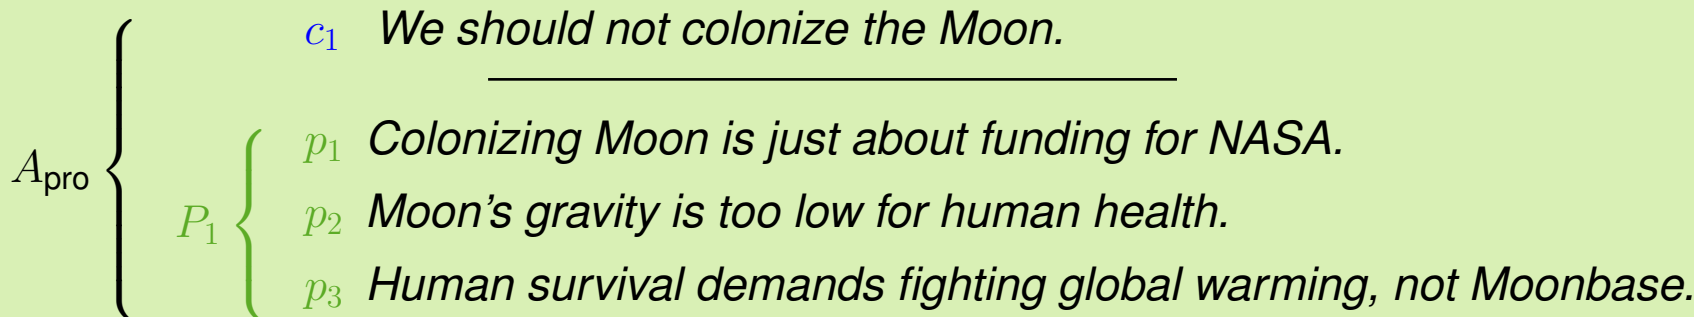 c₁ We should not colonize the Moon.
p₁ Colonizing Moon is just about funding for NASA.
A_pro
P₁ p₂ Moon's gravity is too low for human health.
p₃ Human survival demands fighting global warming, not Moonbase.